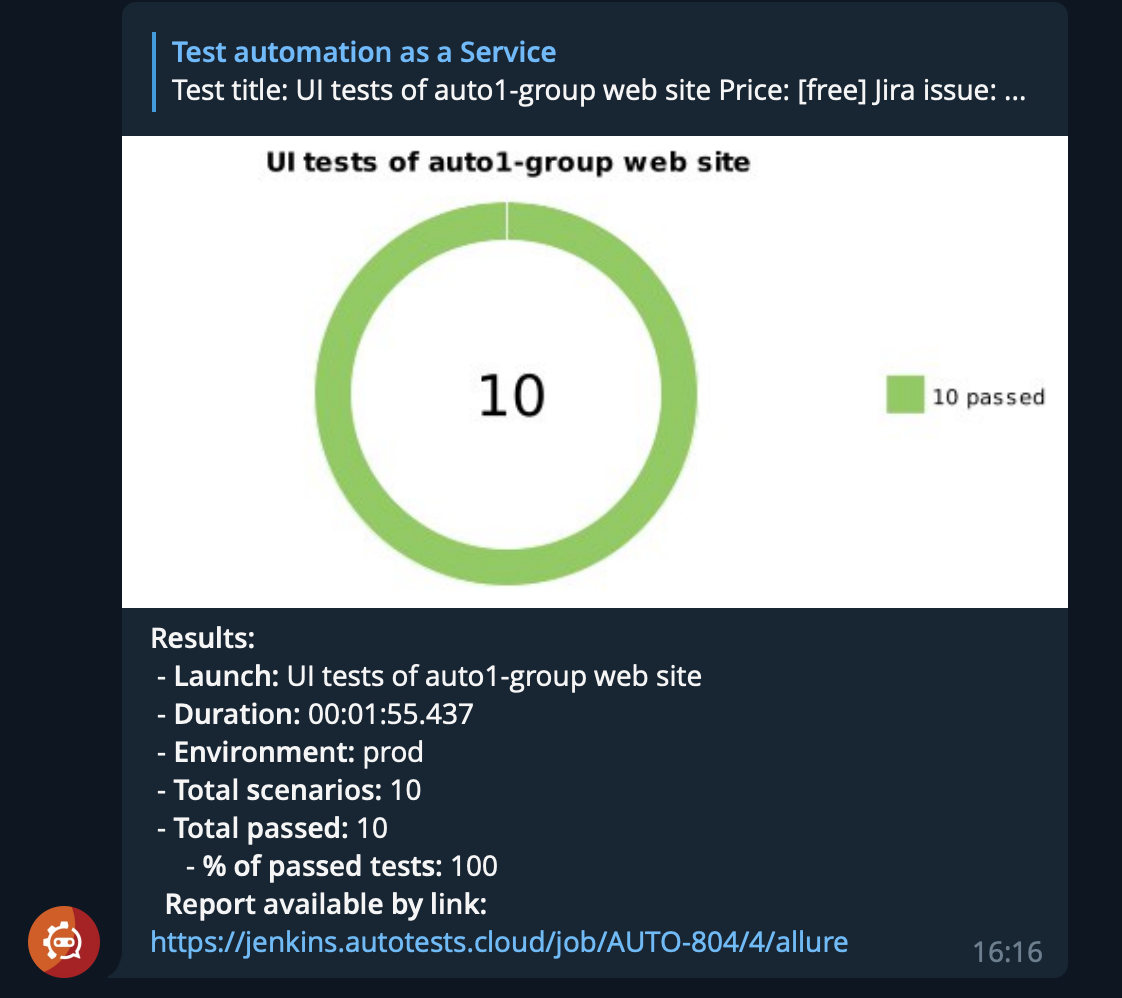 Test automation as a Service
Test title: UI tests of auto1-group web site Price: [free] Jira issue: ...
UI tests of auto1-group web site
10
10 passed
Results:
- Launch: UI tests of auto1-group web site
- Duration: 00:01:55.437
- Environment: prod
- Total scenarios: 10
- Total passed: 10
- % of passed tests: 100
Report available by link:
https://jenkins.autotests.cloud/job/AUTO-804/4/allure
16:16